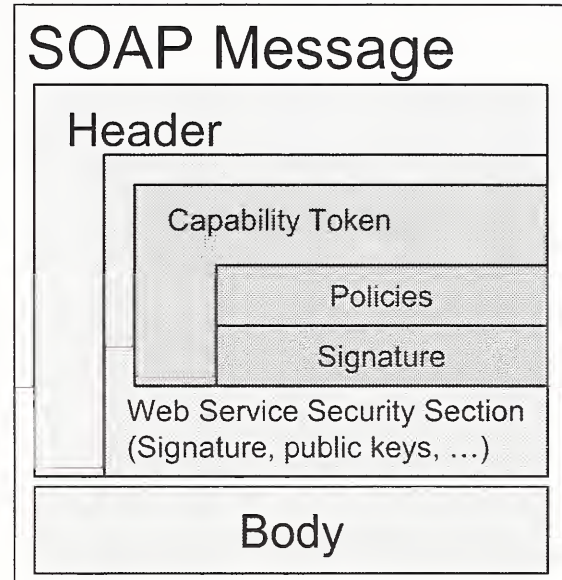 SOAP Message
Header
Capability Token
Policies
Signature
Web Service Security Section
(Signature, public keys, …)
Body